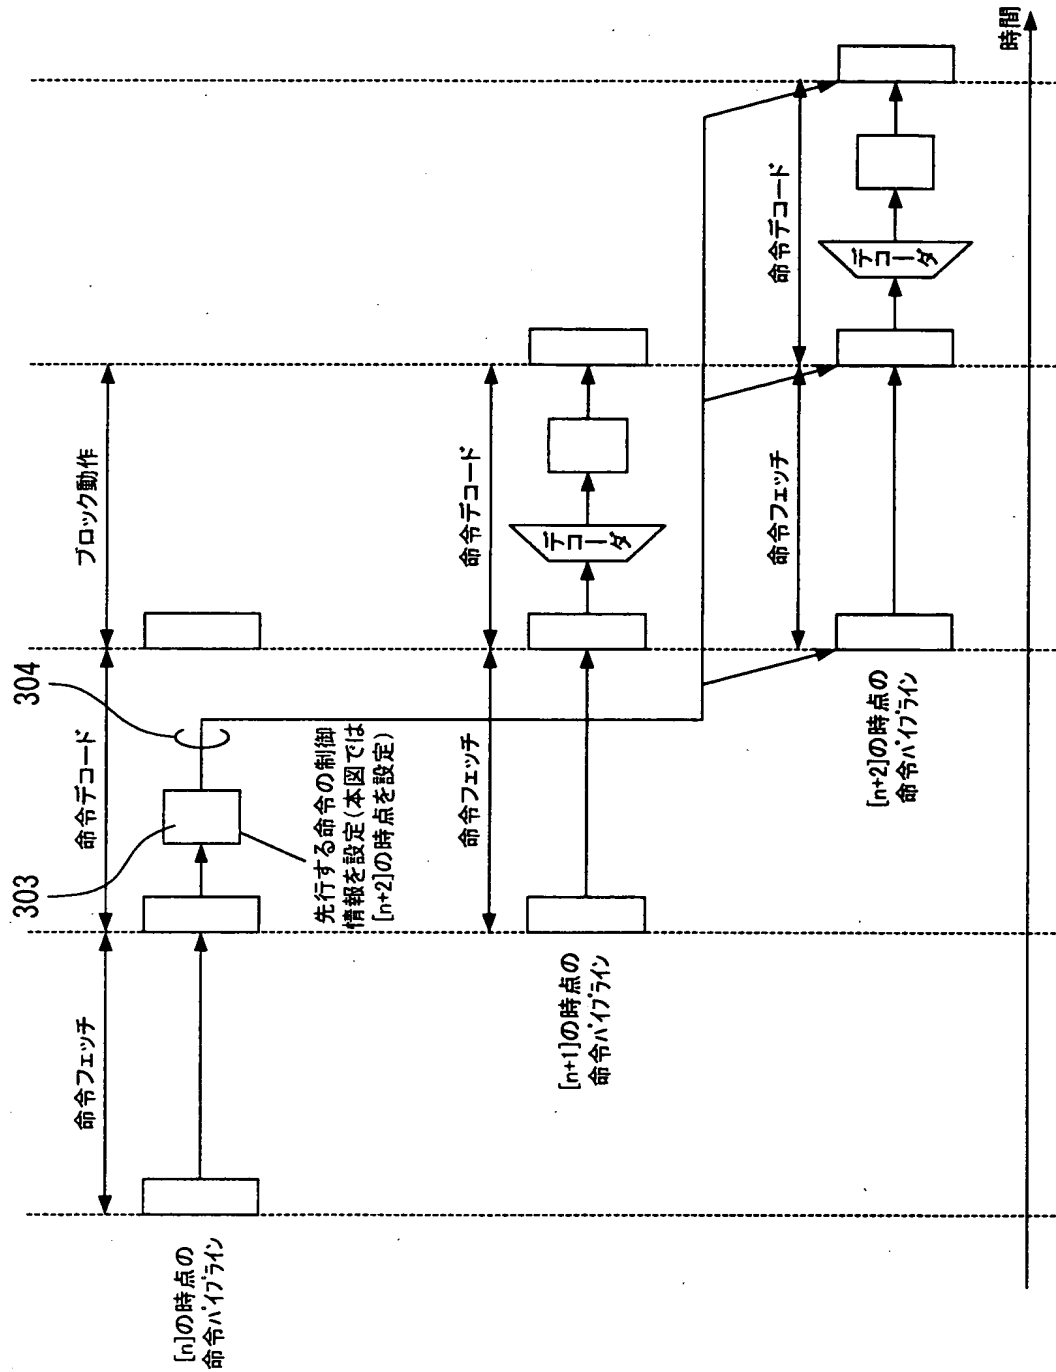 [n]の時点の
命令パイプライン
命令フェッチ
命令デコード
ブロック動作
303
304
先行する命令の制御
情報を設定(本図では
[n+2]の時点を設定)
[n+1]の時点の
命令パイプライン
命令フェッチ
命令デコード
デコーダ
[n+2]の時点の
命令パイプライン
命令フェッチ
命令デコード
デコーダ
時間